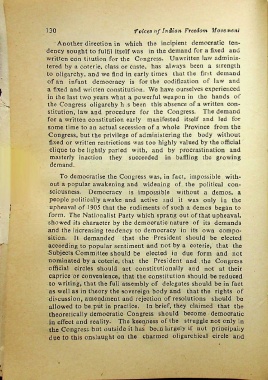 130 Voices of Indian Freedom Movement
Another direction in which the incipient democratic ten-
dency sought to fulfil itself was in the demand for a fixed and
written con titution for the Congress. Unwritten law adminis-
tered by a coterie, class or caste, has always been a strength
to oligarchy, and we find in early times that the first demand
of an infant democracy is for the codification of law and
a fixed and written constitution. We have ourselves experienced
in the last two years what a powerful weapon in the hands of
the Congress oligarchy h s been this absence of a written con-
stitution, law and procedure for the Congress. The demand
for a written constitution early manifested itself and led for
some time to an actual secession of a whole Province from the
Congress, but the privilege of administering the body without
fixed or written restrictions was too highly valued by the official
clique to be lightly parted with, and by procrastination and
masterly inaction they succeeded in baffling the growing
demand.
To democratise the Congress was, in fact, impossible with-
out a popular awakening and widening of the political con-
sciousness. Democracy is impossible without a demos, a
people politically awake and active and it was only in the
upheaval of 1905 that the rudiments of such a demos began to
form. The Nationalist Party which sprang out of that upheaval,
showed its character by the democratic nature of its demands
and the increasing tendency to democracy in its own compo-
sition. It demanded that the President should be elected
according to popular sentiment and not by a coterie, that the
Subjects Committee should be elected in due form and not
nominated by a coterie, that the President and the Congress
official circles should act constitutionally and not at their
caprice or convenience, that the constitution should be reduced
to writing, that the full assembly of delegates should be in fact
as well as in theory the sovereign body and that the rights of
discussion, amendment and rejection of resolutions should be
allowed to be put in practice. In brief, they claimed that the
theoretically democratic Congress should become democratic
in effect and reality. The keenness of the struggle not only in
the Congress but outside it has been largely if not principally
due to this onslaught on the charmed oligarchical circle and